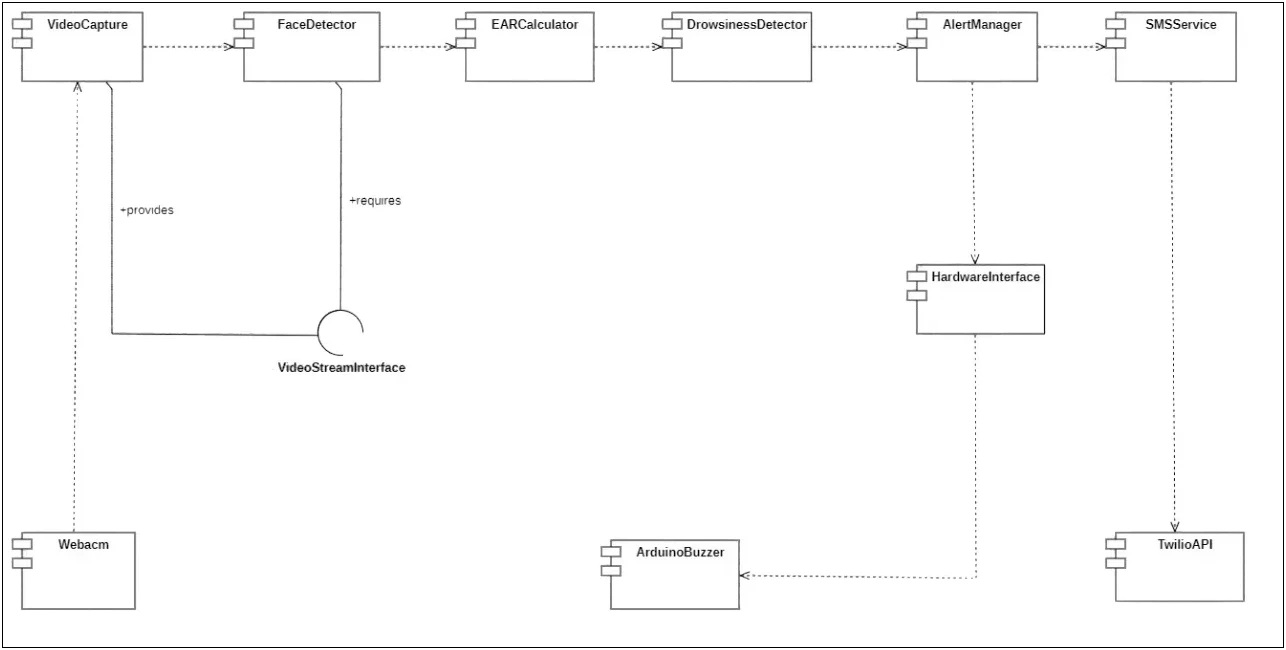 VideoCapture
FaceDetector
EARCalculator
DrowsinessDetector
AlertManager
SMSService
+provides
+requires
HardwareInterface
VideoStreamInterface
Webacm
ArduinoBuzzer
TwilioAPI